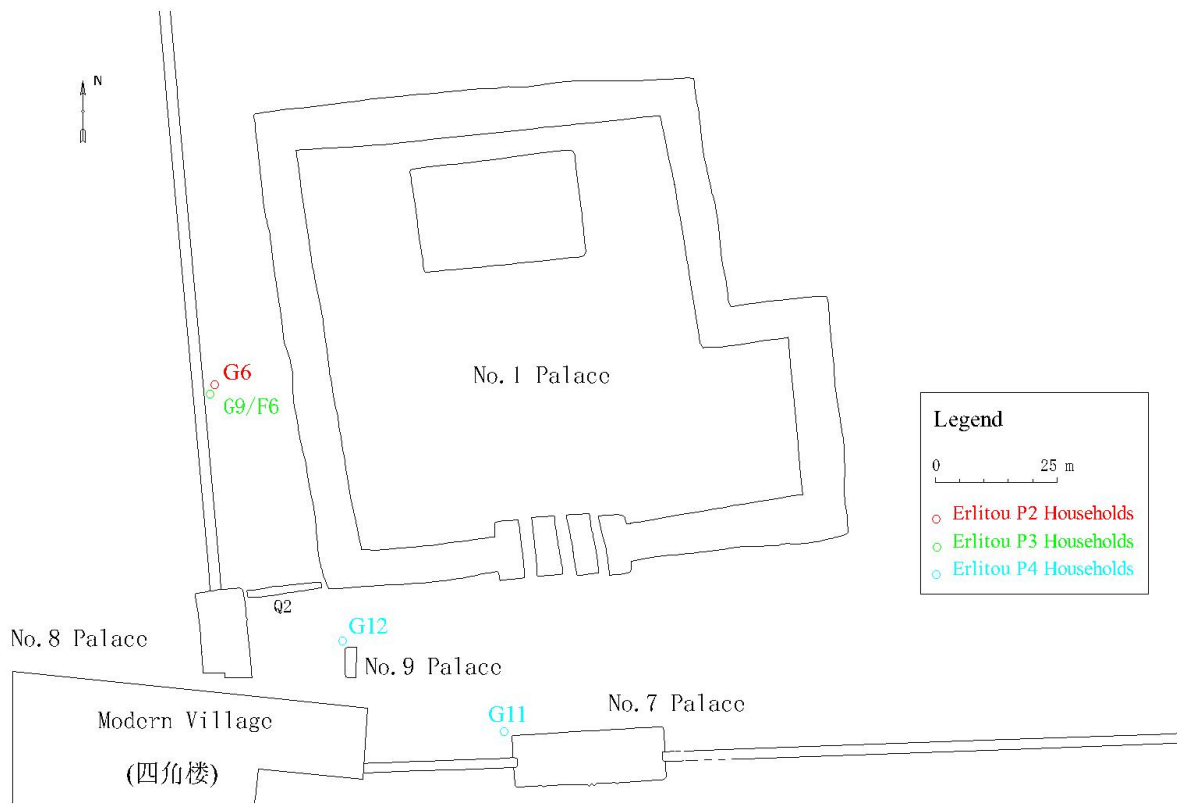 N
G6
G9/F6
No.1 Palace
Legend
0 25 m
Erlitou P2 Households
Erlitou P3 Households
Erlitou P4 Households
Q2
G12
No.8 Palace
No.9 Palace
No.7 Palace
G11
Modern Village
(四角楼)